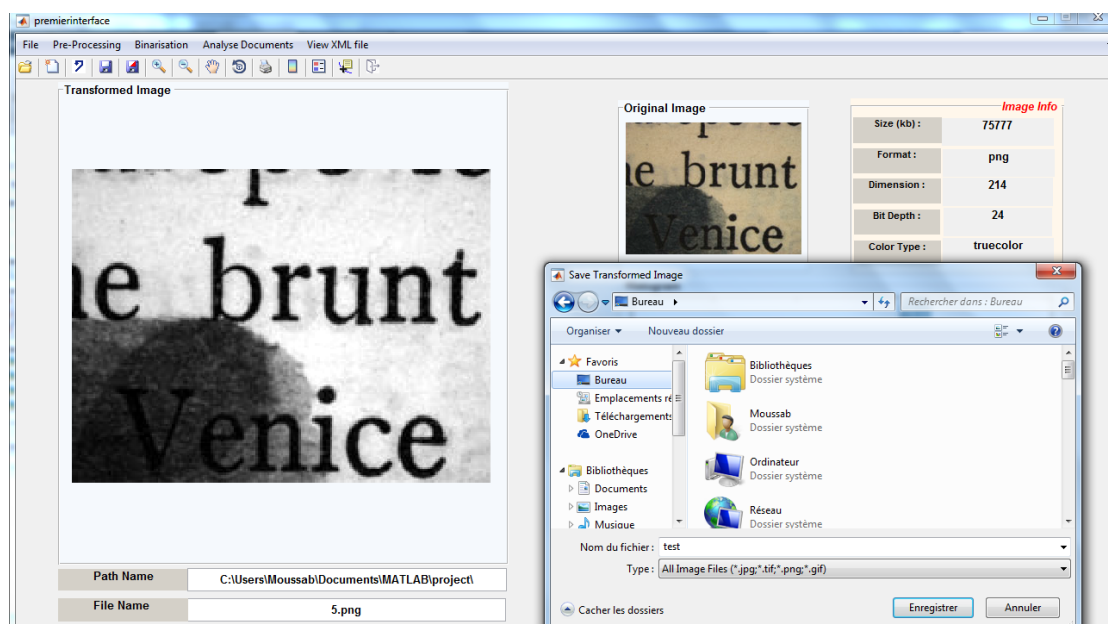 premierinterface
File Pre-Processing Binarisation Analyse Documents View XML file
Transformed Image
ne brunt
Venice
Path Name C:\Users\Moussab\Documents\MATLAB\project\
File Name 5.png
Original Image
ne brunt
Venice
Image Info
Size (kb) : 75777
Format : png
Dimension : 214
Bit Depth : 24
Color Type : truecolor
Save Transformed Image
Bureau
Rechercher dans : Bureau
Organiser Nouveau dossier
Favoris
Bureau
Emplacements ré
Téléchargements
OneDrive
Bibliothèques
Documents
Images
Musique
Bibliothèques
Dossier système
Moussab
Dossier système
Ordinateur
Dossier système
Réseau
Dossier système
Nom du fichier : test
Type : All Image Files (*.jpg;*.tif;*.png;*.gif)
Cacher les dossiers
Enregistrer Annuler